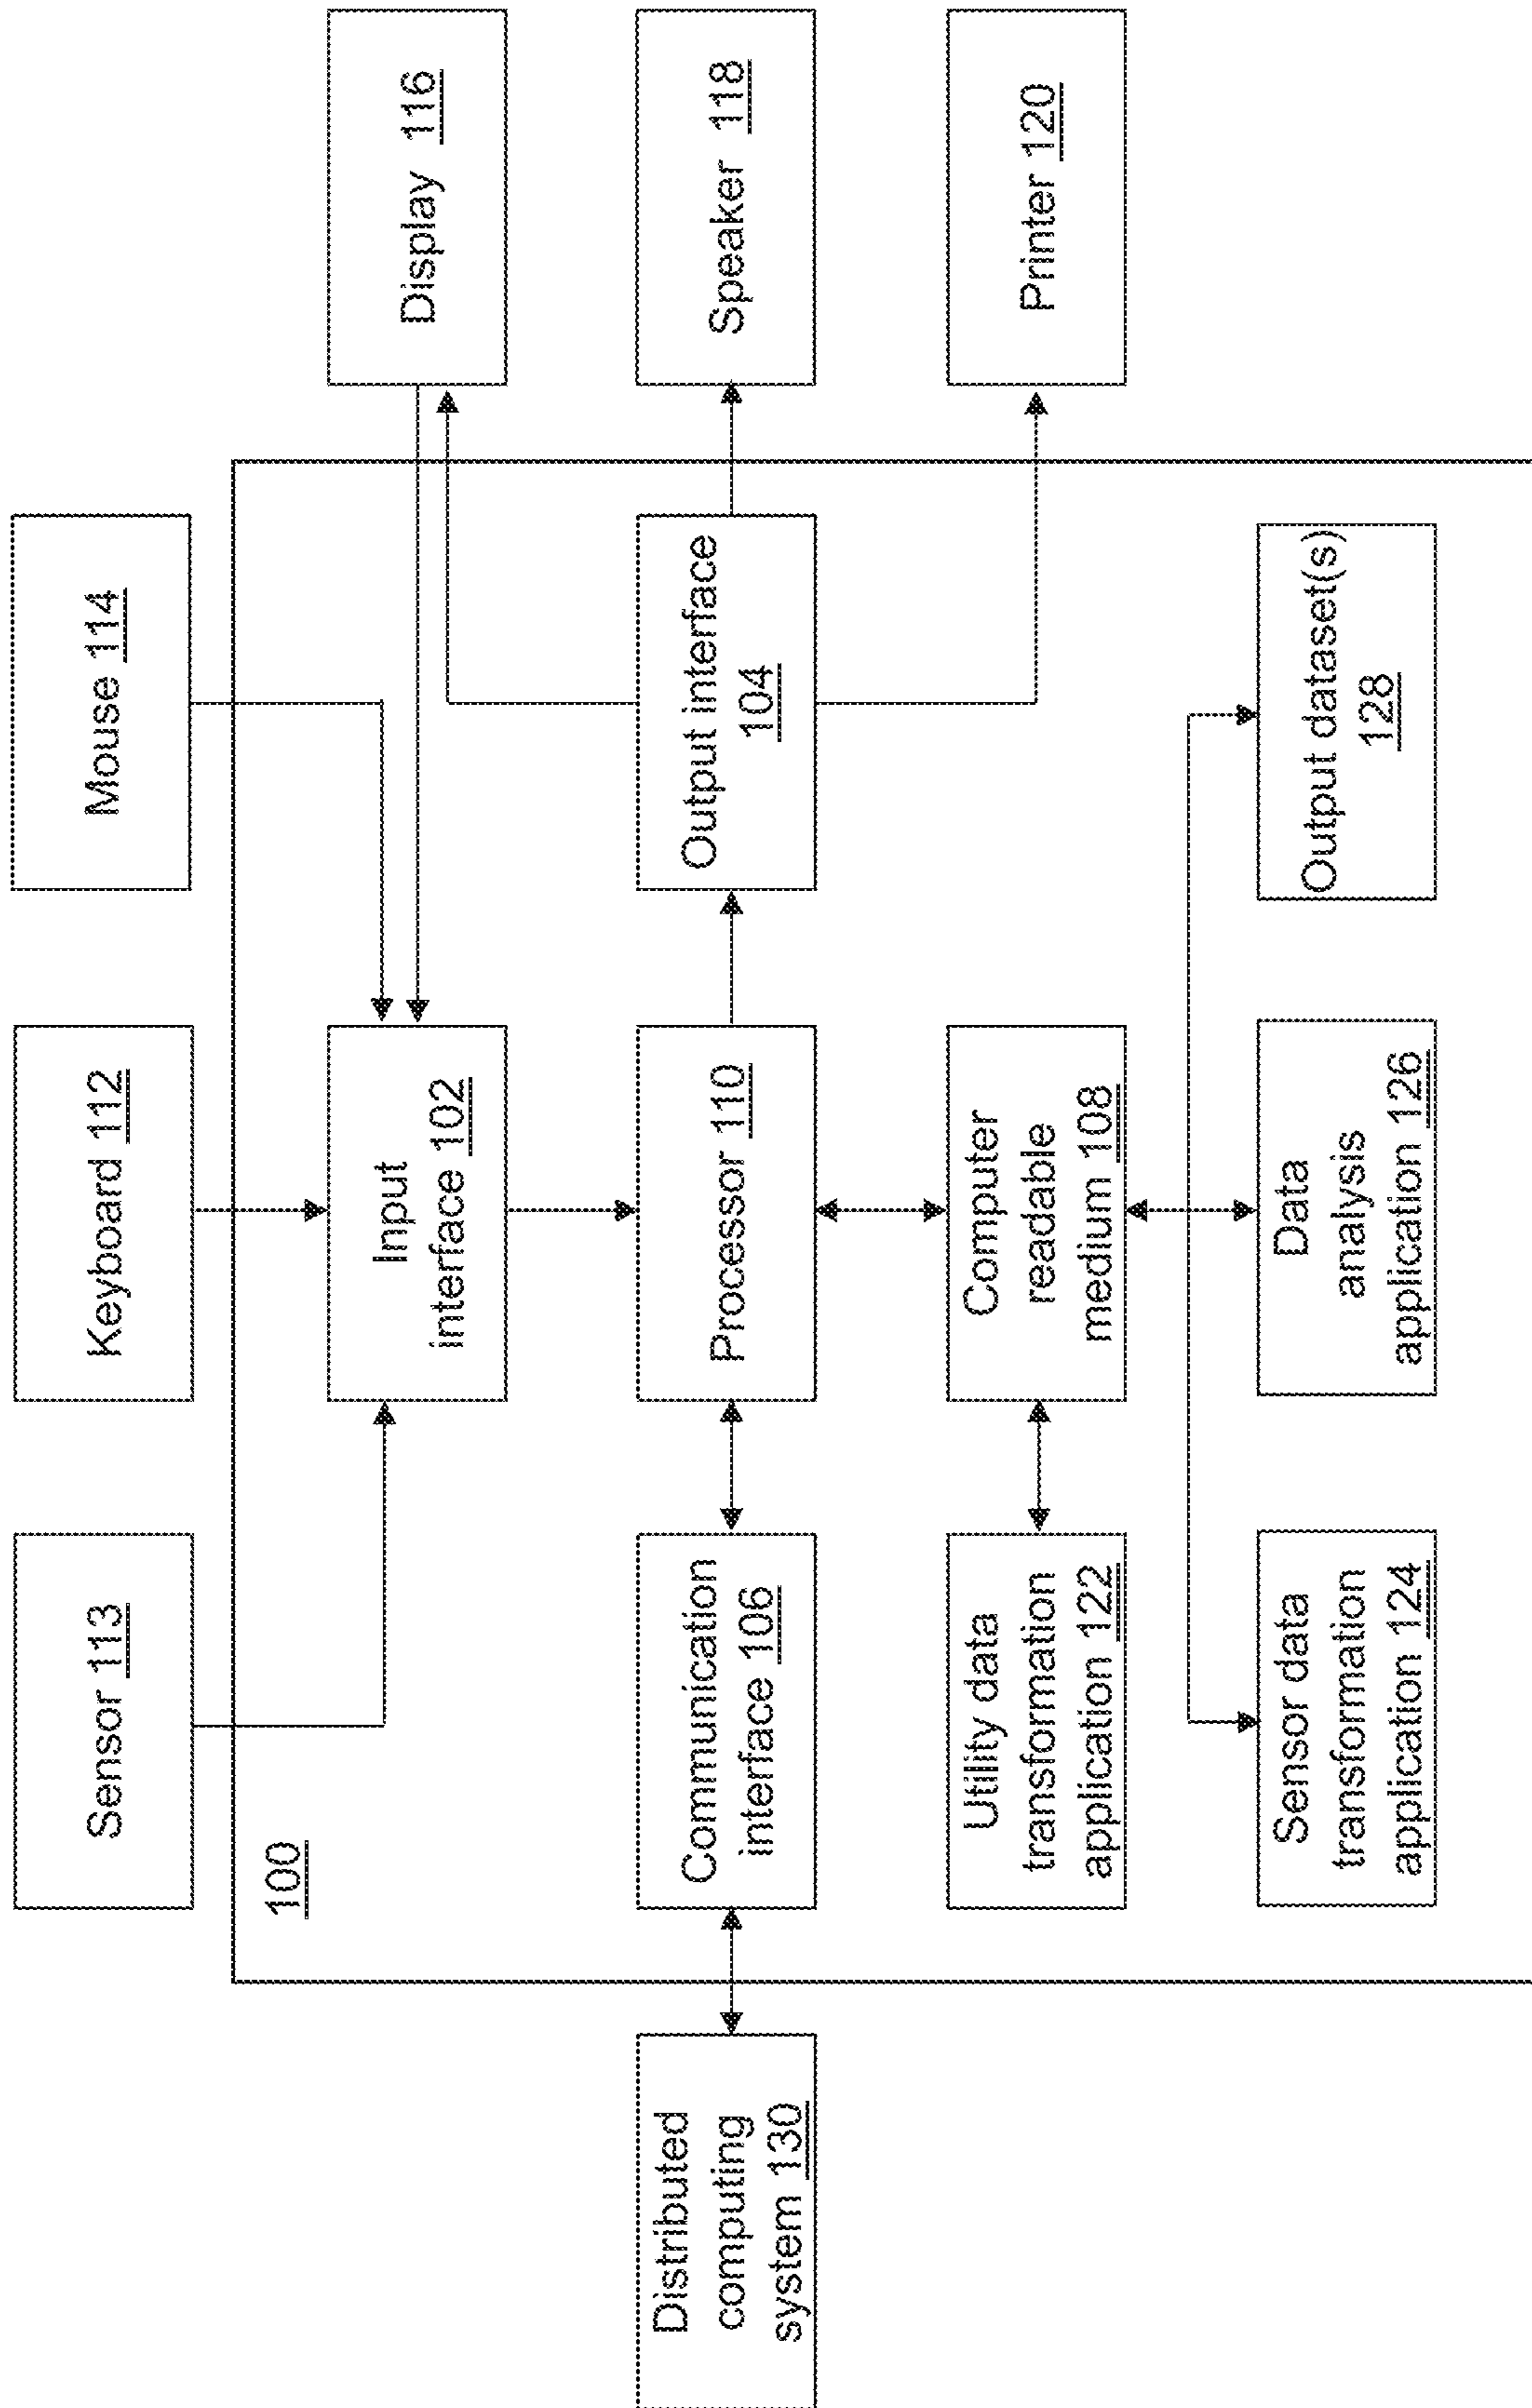 Sensor 113
Keyboard 112
Mouse 114
100
Input
interface 102
Display 116
Distributed
computing
system 130
Communication
interface 106
Processor 110
Output interface
104
Speaker 118
Utility data
transformation
application 122
Computer
readable
medium 108
Printer 120
Sensor data
transformation
application 124
Data
analysis
application 126
Output dataset(s)
128